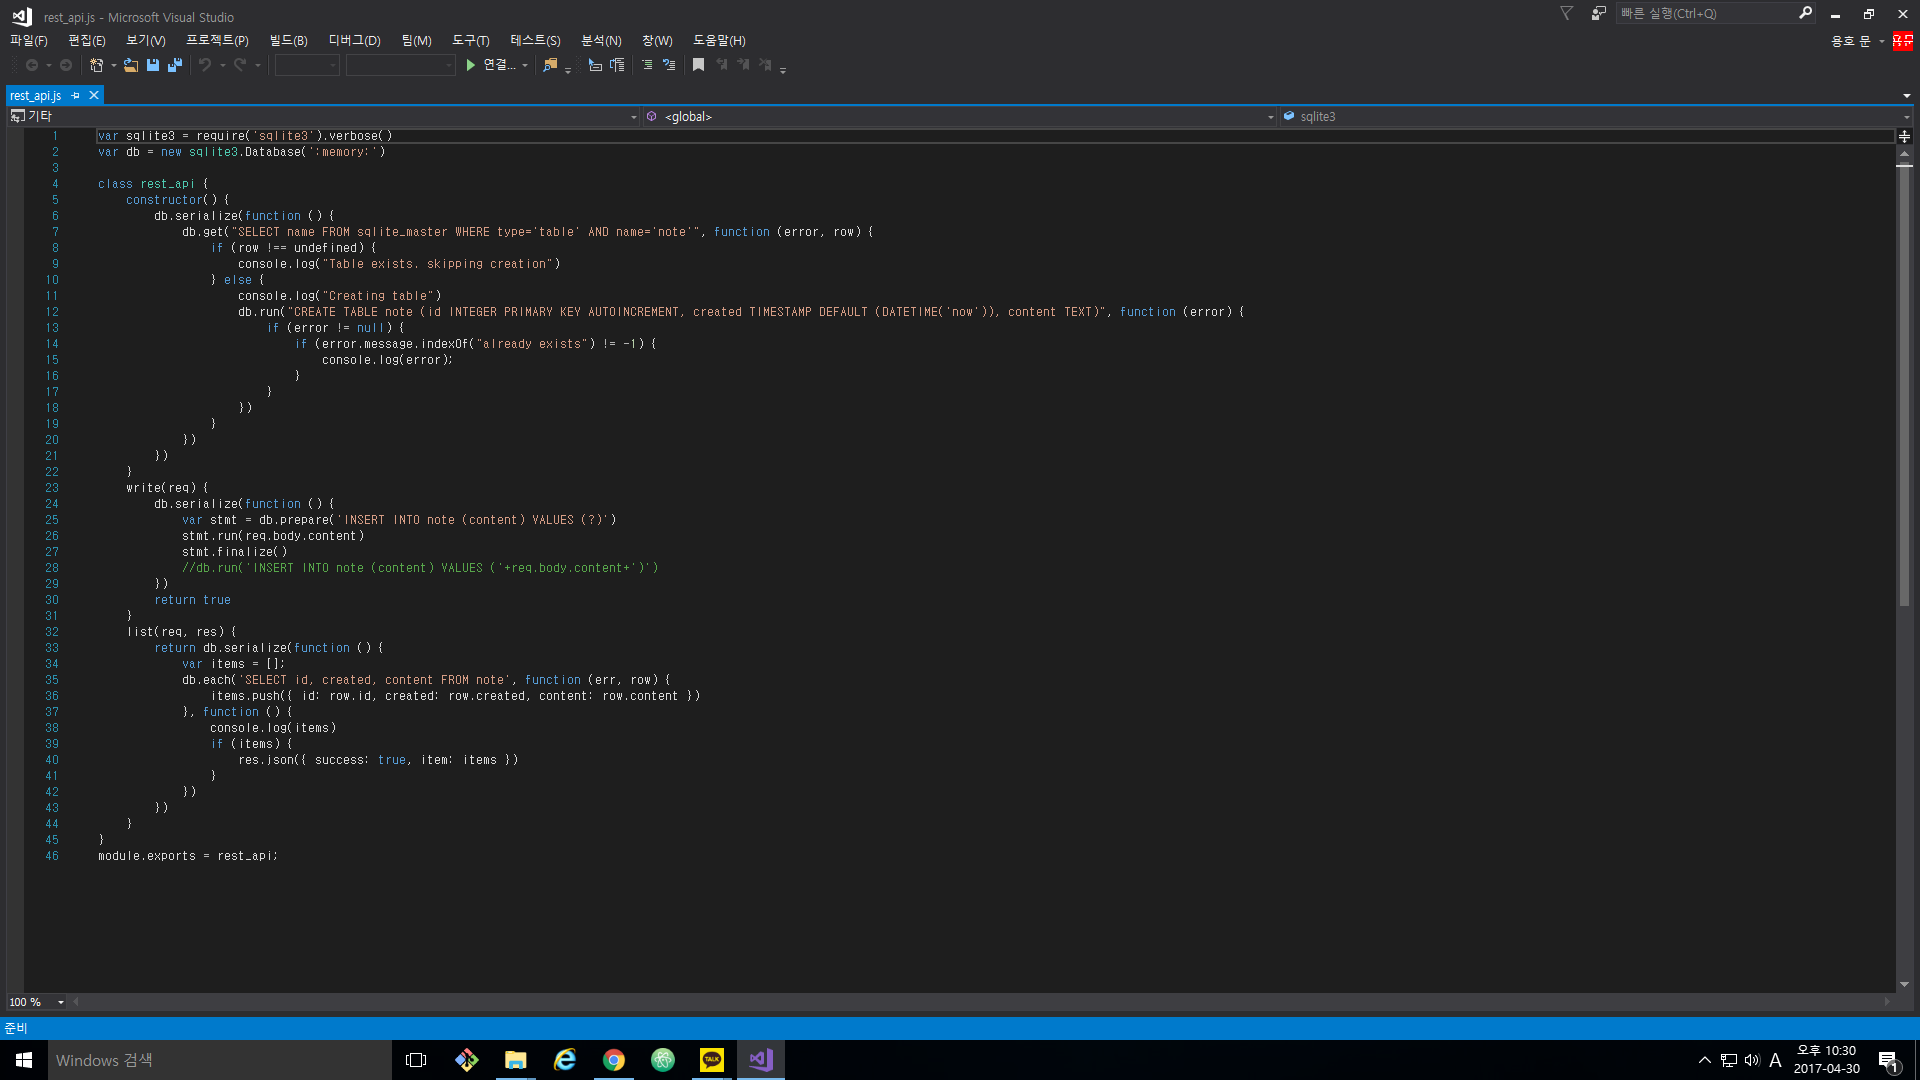 rest_api.js - Microsoft Visual Studio
빠른 실행(Ctrl+Q)
파일(F) 편집(E) 보기(V) 프로젝트(P) 빌드(B) 디버그(D) 팀(M) 도구(T) 테스트(S) 분석(N) 창(W) 도움말(H)
용호 문
용문
연결...
rest_api.js
기타 <global> sqlite3
1 var sqlite3 = require('sqlite3').verbose()
2 var db = new sqlite3.Database(':memory:')
3
4 class rest_api {
5 constructor() {
6 db.serialize(function () {
7 db.get("SELECT name FROM sqlite_master WHERE type='table' AND name='note'", function (error, row) {
8 if (row !== undefined) {
9 console.log("Table exists. skipping creation")
10 } else {
11 console.log("Creating table")
12 db.run("CREATE TABLE note (id INTEGER PRIMARY KEY AUTOINCREMENT, created TIMESTAMP DEFAULT (DATETIME('now')), content TEXT)", function (error) {
13 if (error != null) {
14 if (error.message.indexOf("already exists") != -1) {
15 console.log(error);
16 }
17 }
18 })
19 }
20 })
21 })
22 }
23 write(req) {
24 db.serialize(function () {
25 var stmt = db.prepare('INSERT INTO note (content) VALUES (?)')
26 stmt.run(req.body.content)
27 stmt.finalize()
28 //db.run('INSERT INTO note (content) VALUES ('+req.body.content+')')
29 })
30 return true
31 }
32 list(req, res) {
33 return db.serialize(function () {
34 var items = [];
35 db.each('SELECT id, created, content FROM note', function (err, row) {
36 items.push({ id: row.id, created: row.created, content: row.content })
37 }, function () {
38 console.log(items)
39 if (items) {
40 res.json({ success: true, item: items })
41 }
42 })
43 })
44 }
45 }
46 module.exports = rest_api;
100 %
준비
Windows 검색
TALK
A
오후 10:30
2017-04-30
1